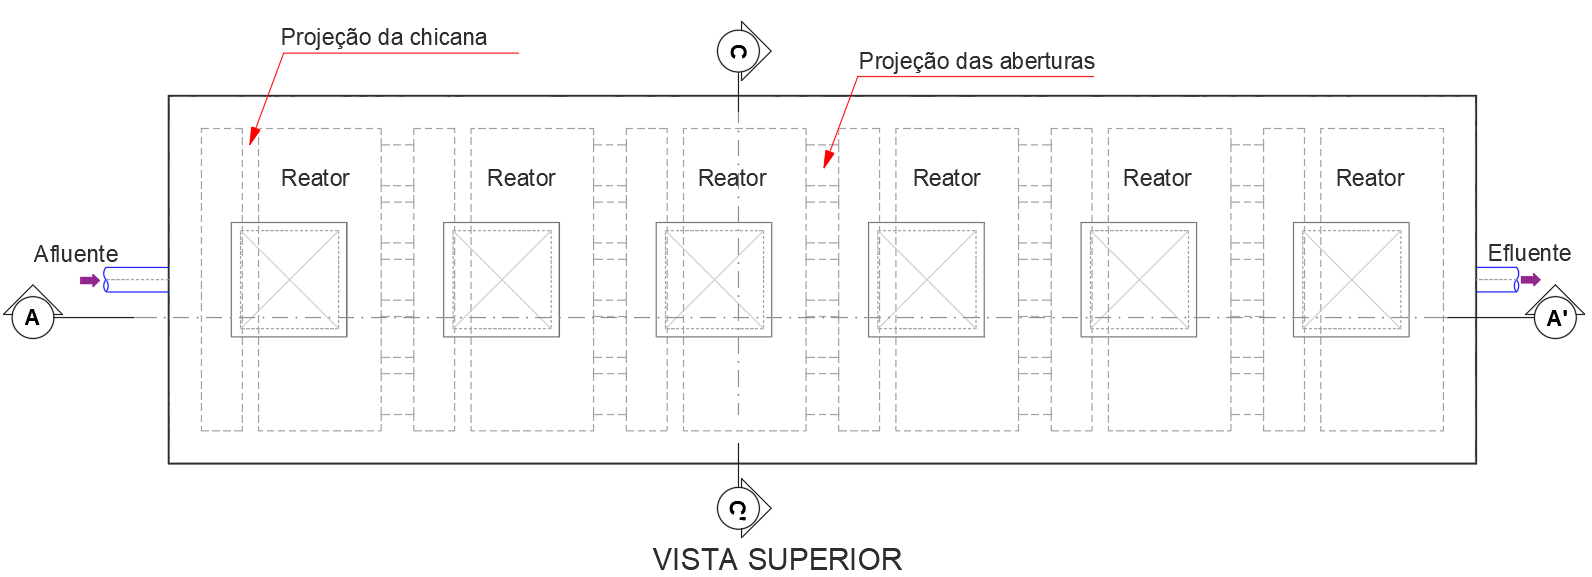 Projeção da chicana
C
Projeção das aberturas
Reator Reator Reator Reator Reator Reator
Afluente
Efluente
A
A'
C'
VISTA SUPERIOR